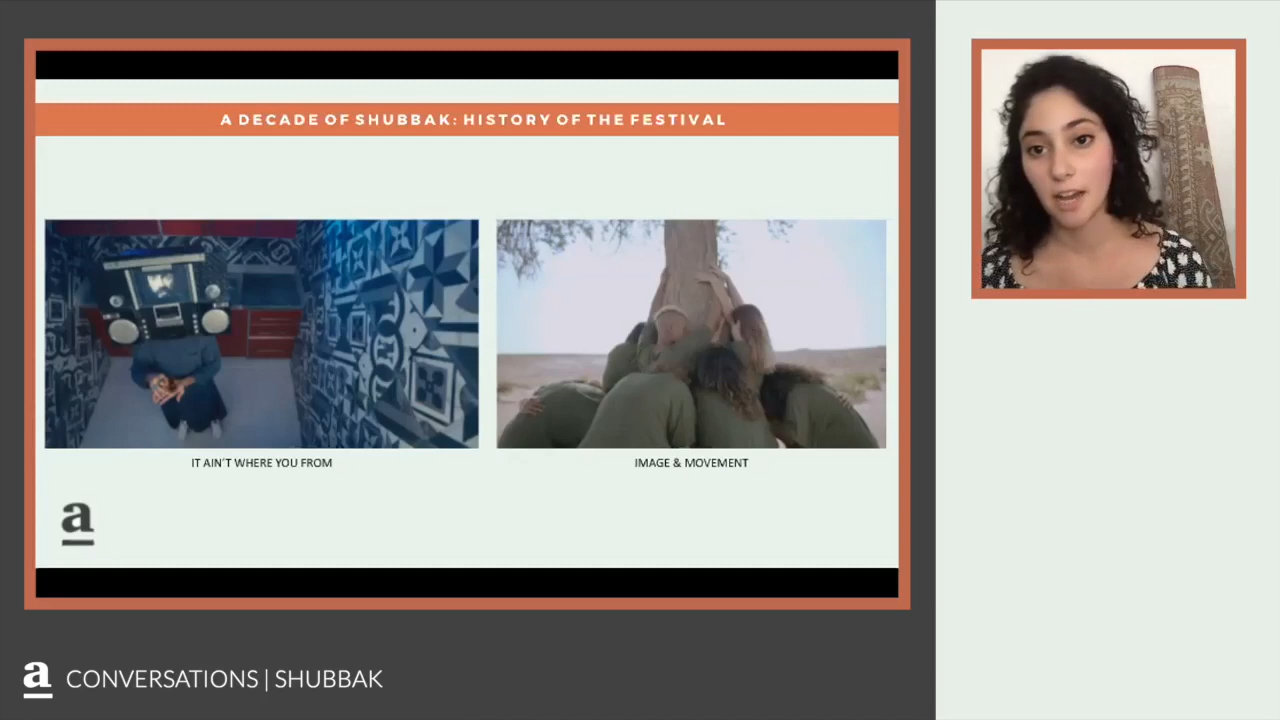 A DECADE OF SHUBBAK: HISTORY OF THE FESTIVAL
IT AIN'T WHERE YOU FROM
IMAGE & MOVEMENT
a
a CONVERSATIONS | SHUBBAK